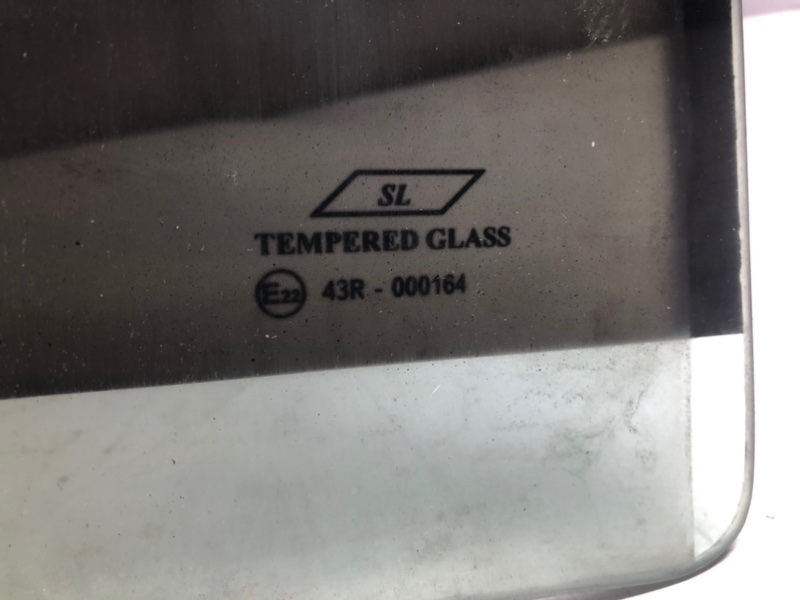 SL
TEMPERED GLASS
E22 43R - 000164